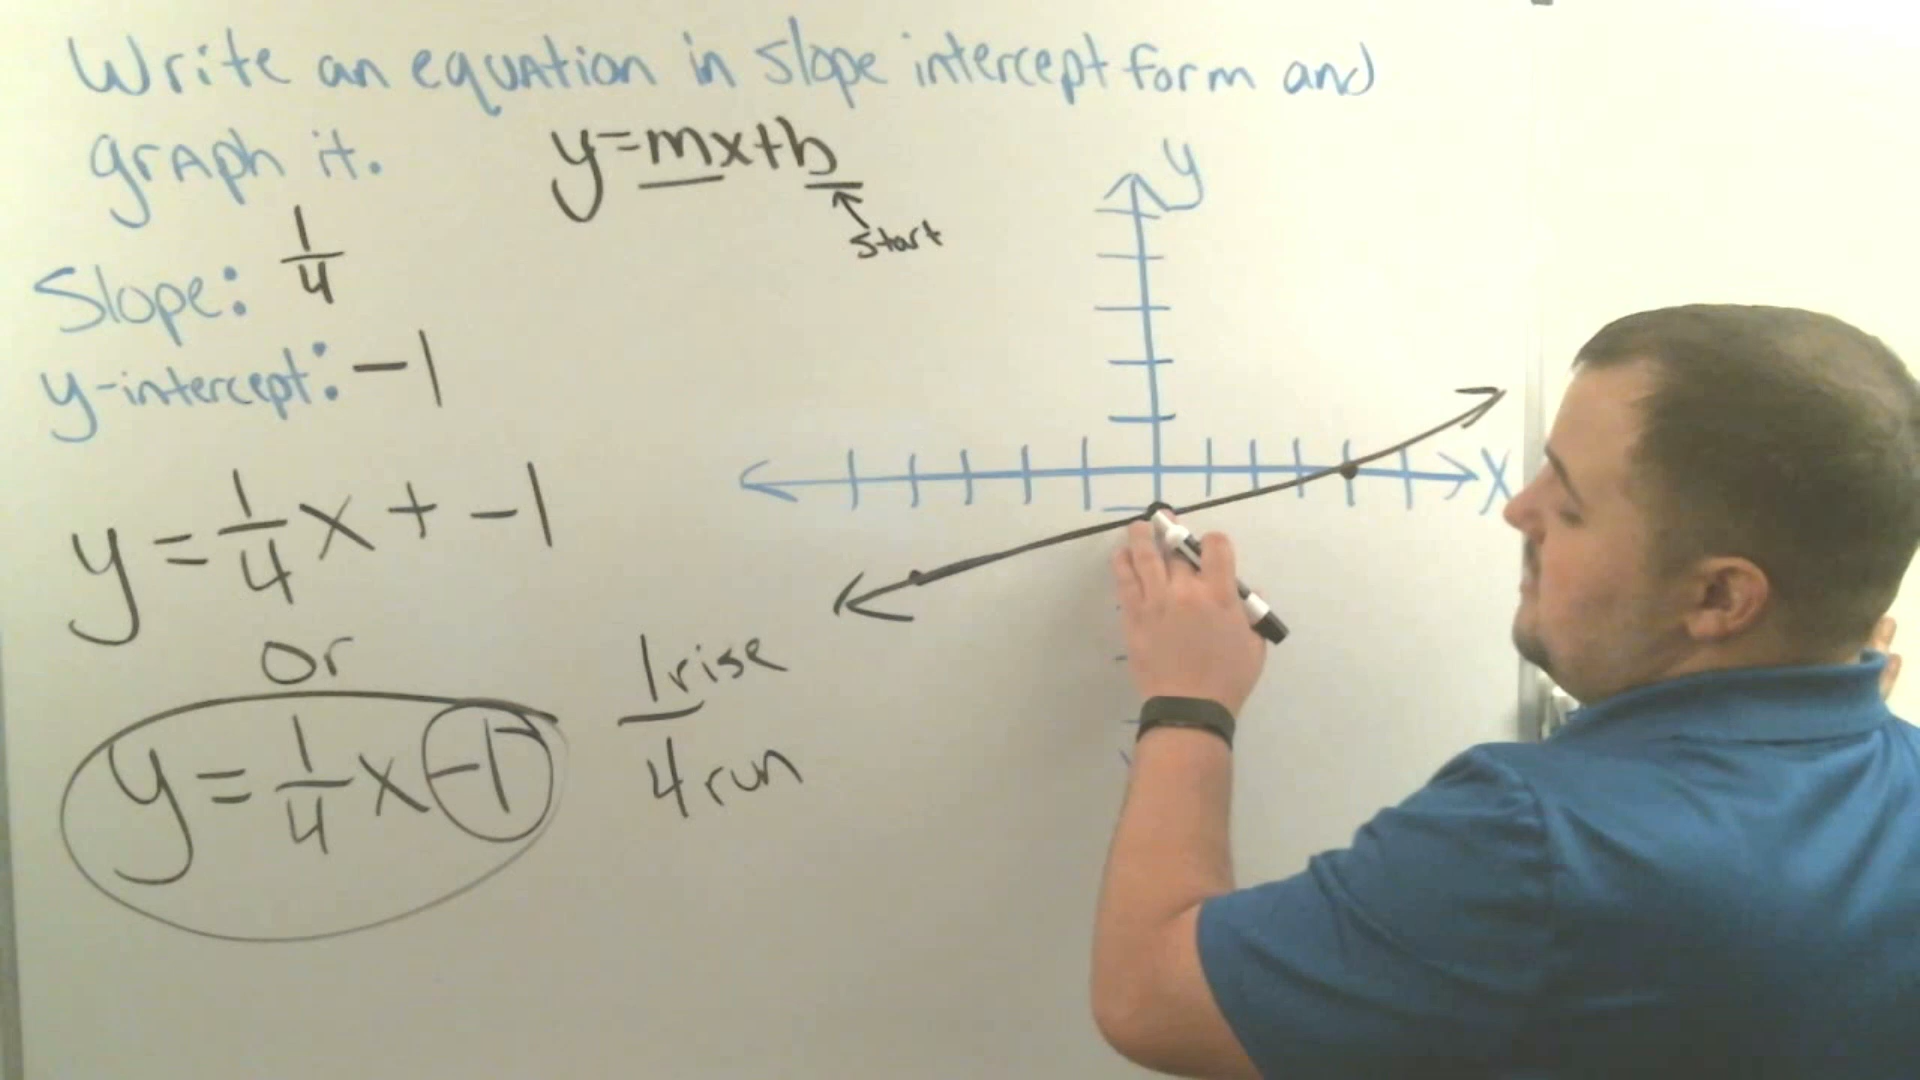 Write an equation in slope intercept form and
graph it.
y=mx+b
start
Slope: 1/4
y-intercept: -1
y = 1/4 x + -1
or
y = 1/4 x -1
1 rise
4 run
y
x